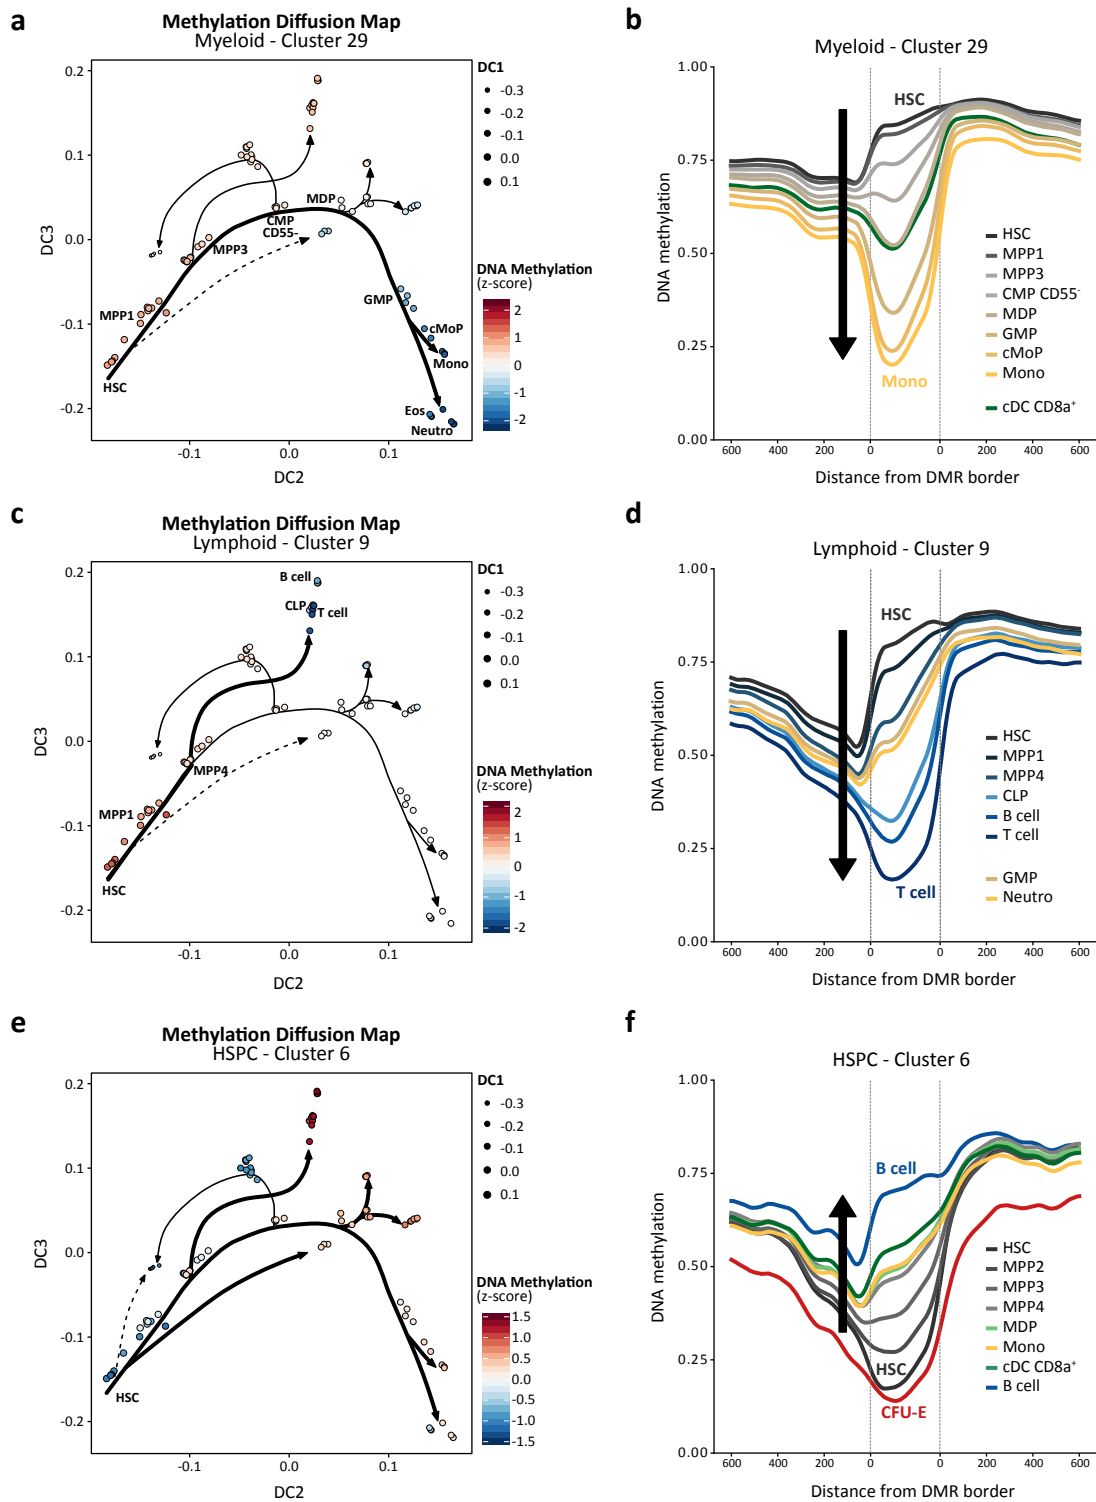 a
Methylation Diffusion Map
Myeloid - Cluster 29
0.2
0.1
0.0
-0.1
-0.2
DC3
-0.1
0.0
0.1
DC2
HSC
MPP1
MPP3
CMP
CD55-
MDP
GMP
cMoP
Mono
Eos
Neutro
DC1
-0.3
-0.2
-0.1
0.0
0.1
DNA Methylation
(z-score)
2
1
0
-1
-2
b
Myeloid - Cluster 29
1.00
0.75
0.50
0.25
0.00
DNA methylation
HSC
Mono
HSC
MPP1
MPP3
CMP CD55-
MDP
GMP
cMoP
Mono
cDC CD8a+
600 400 200 0 0 200 400 600
Distance from DMR border
c
Methylation Diffusion Map
Lymphoid - Cluster 9
0.2
0.1
0.0
-0.1
-0.2
DC3
-0.1
0.0
0.1
DC2
B cell
CLP
T cell
MPP4
MPP1
HSC
DC1
-0.3
-0.2
-0.1
0.0
0.1
DNA Methylation
(z-score)
2
1
0
-1
-2
d
Lymphoid - Cluster 9
1.00
0.75
0.50
0.25
0.00
DNA methylation
HSC
T cell
HSC
MPP1
MPP4
CLP
B cell
T cell
GMP
Neutro
600 400 200 0 0 200 400 600
Distance from DMR border
e
Methylation Diffusion Map
HSPC - Cluster 6
0.2
0.1
0.0
-0.1
-0.2
DC3
-0.1
0.0
0.1
DC2
HSC
DC1
-0.3
-0.2
-0.1
0.0
0.1
DNA Methylation
(z-score)
1.5
1.0
0.5
0.0
-0.5
-1.0
-1.5
f
HSPC - Cluster 6
1.00
0.75
0.50
0.25
0.00
DNA methylation
B cell
HSC
CFU-E
HSC
MPP2
MPP3
MPP4
MDP
Mono
cDC CD8a+
B cell
600 400 200 0 0 200 400 600
Distance from DMR border